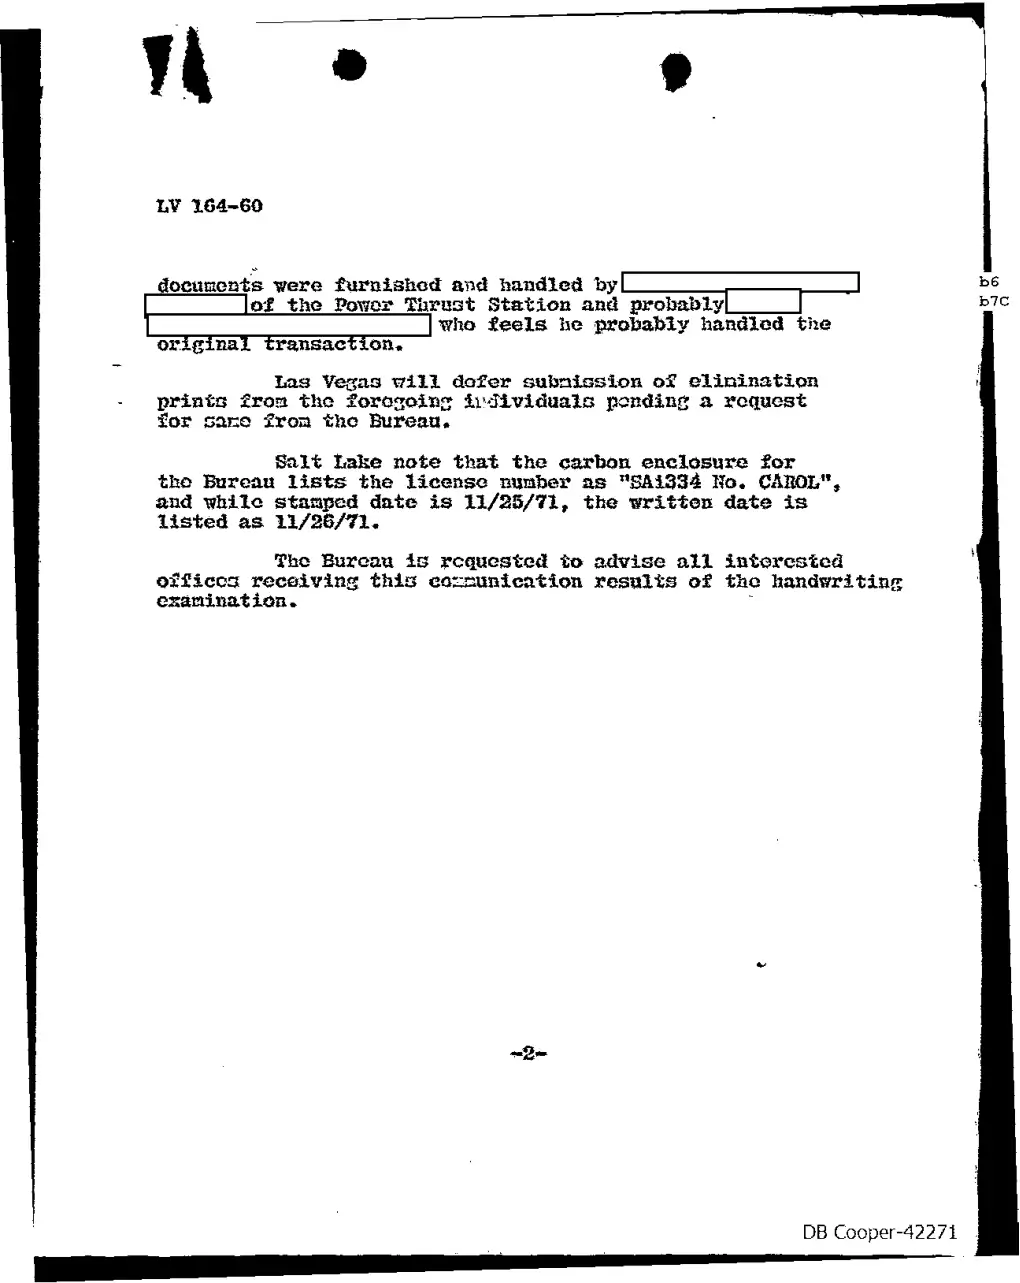 LV 164-60
documents were furnished and handled by
b6
of the Power Thrust Station and probably
b7C
who feels he probably handled the
original transaction.
Las Vegas will defer submission of elimination
prints from the foregoing individuals pending a request
for same from the Bureau.
Salt Lake note that the carbon enclosure for
the Bureau lists the license number as "SA1334 No. CAROL",
and while stamped date is 11/25/71, the written date is
listed as 11/26/71.
The Bureau is requested to advise all interested
offices receiving this communication results of the handwriting
examination.
-2-
DB Cooper-42271